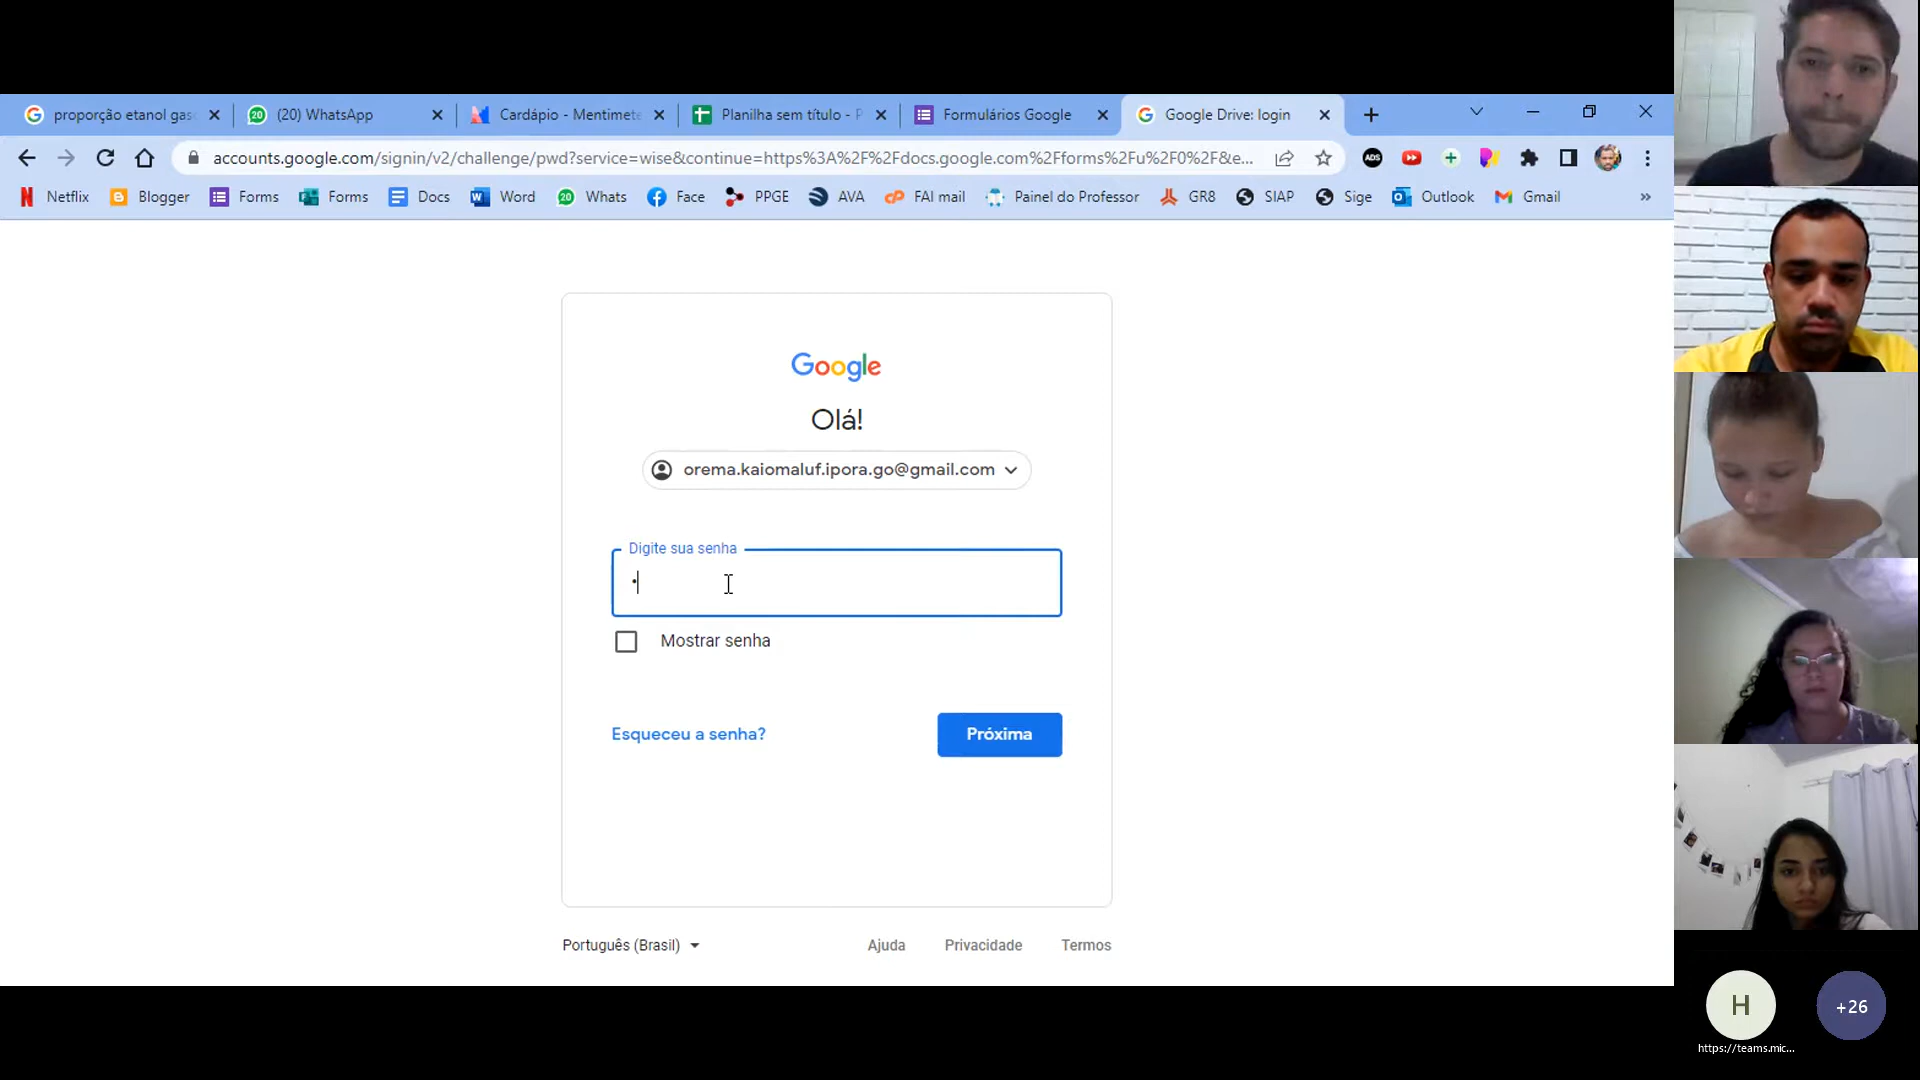 proporção etanol gas
(20) WhatsApp
Cardápio - Mentimete
Planilha sem título - P
Formulários Google
Google Drive: login
accounts.google.com/signin/v2/challenge/pwd?service=wise&continue=https%3A%2F%2Fdocs.google.com%2Fforms%2Fu%2F0%2F&e...
ADS
Netflix
Blogger
Forms
Forms
Docs
Word
20
Whats
Face
PPGE
AVA
FAI mail
Painel do Professor
GR8
SIAP
Sige
Outlook
Gmail
»
Google
Olá!
orema.kaiomaluf.ipora.go@gmail.com
Digite sua senha
Mostrar senha
Esqueceu a senha?
Próxima
Português (Brasil)
Ajuda
Privacidade
Termos
H
+26
https://teams.mic...